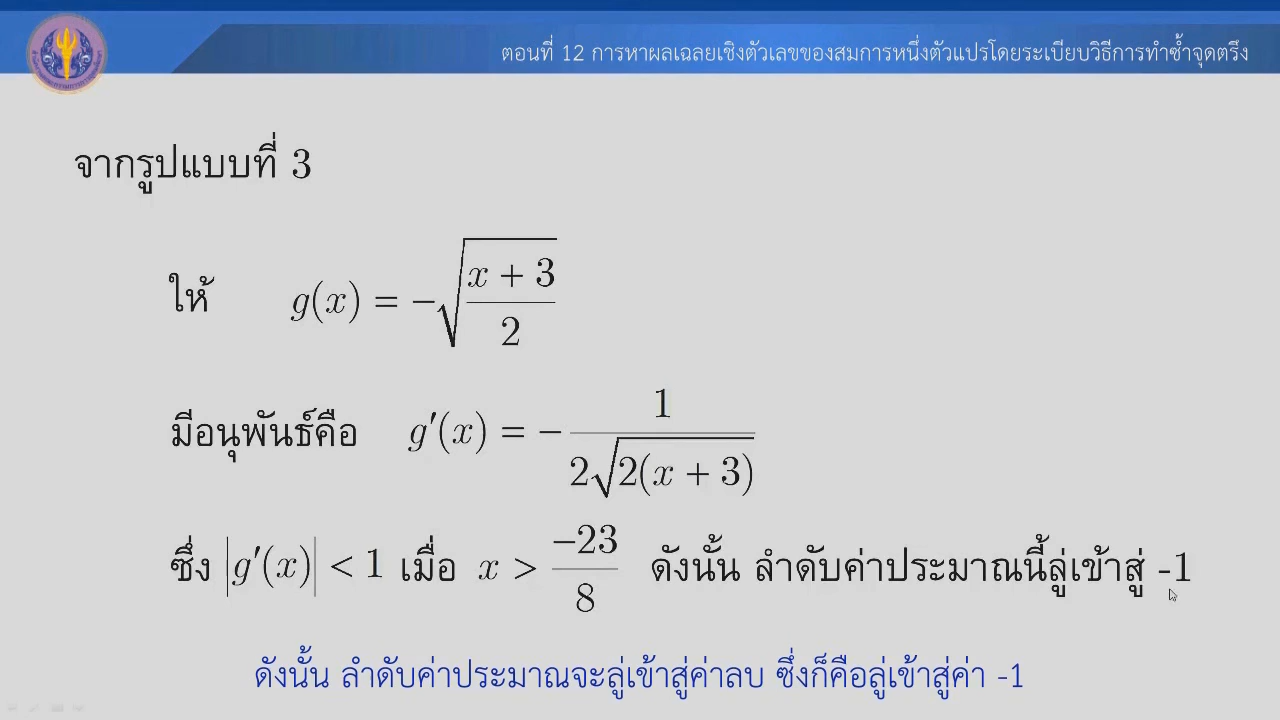 ตอนที่ 12 การหาผลเฉลยเชิงตัวเลขของสมการหนึ่งตัวแปรโดยระเบียบวิธีการทำซ้ำจุดตรึง
จากรูปแบบที่ 3
ให้ g(x) = −√((x + 3)/2)
มีอนุพันธ์คือ g′(x) = −1/(2√(2(x + 3)))
ซึ่ง |g′(x)| < 1 เมื่อ x > −23/8 ดังนั้น ลำดับค่าประมาณนี้ลู่เข้าสู่ -1
ดังนั้น ลำดับค่าประมาณจะลู่เข้าสู่ค่าลบ ซึ่งก็คือลู่เข้าสู่ค่า -1